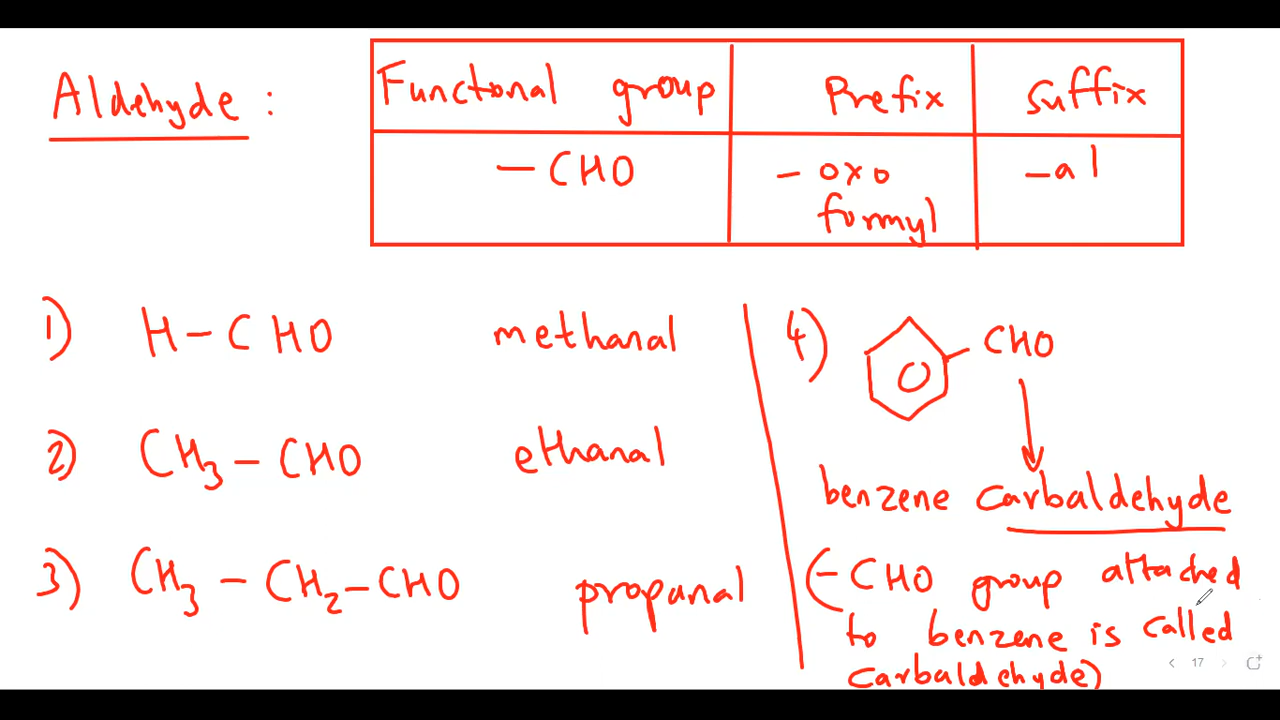 Aldehyde :
Functional group Prefix Suffix
– CHO – oxo – al
formyl
1) H – CHO methanal
2) CH3 – CHO ethanal
3) CH3 – CH2 – CHO propanal
4) CHO
benzene carbaldehyde
(– CHO group attached
to benzene is called
carbaldehyde)
17